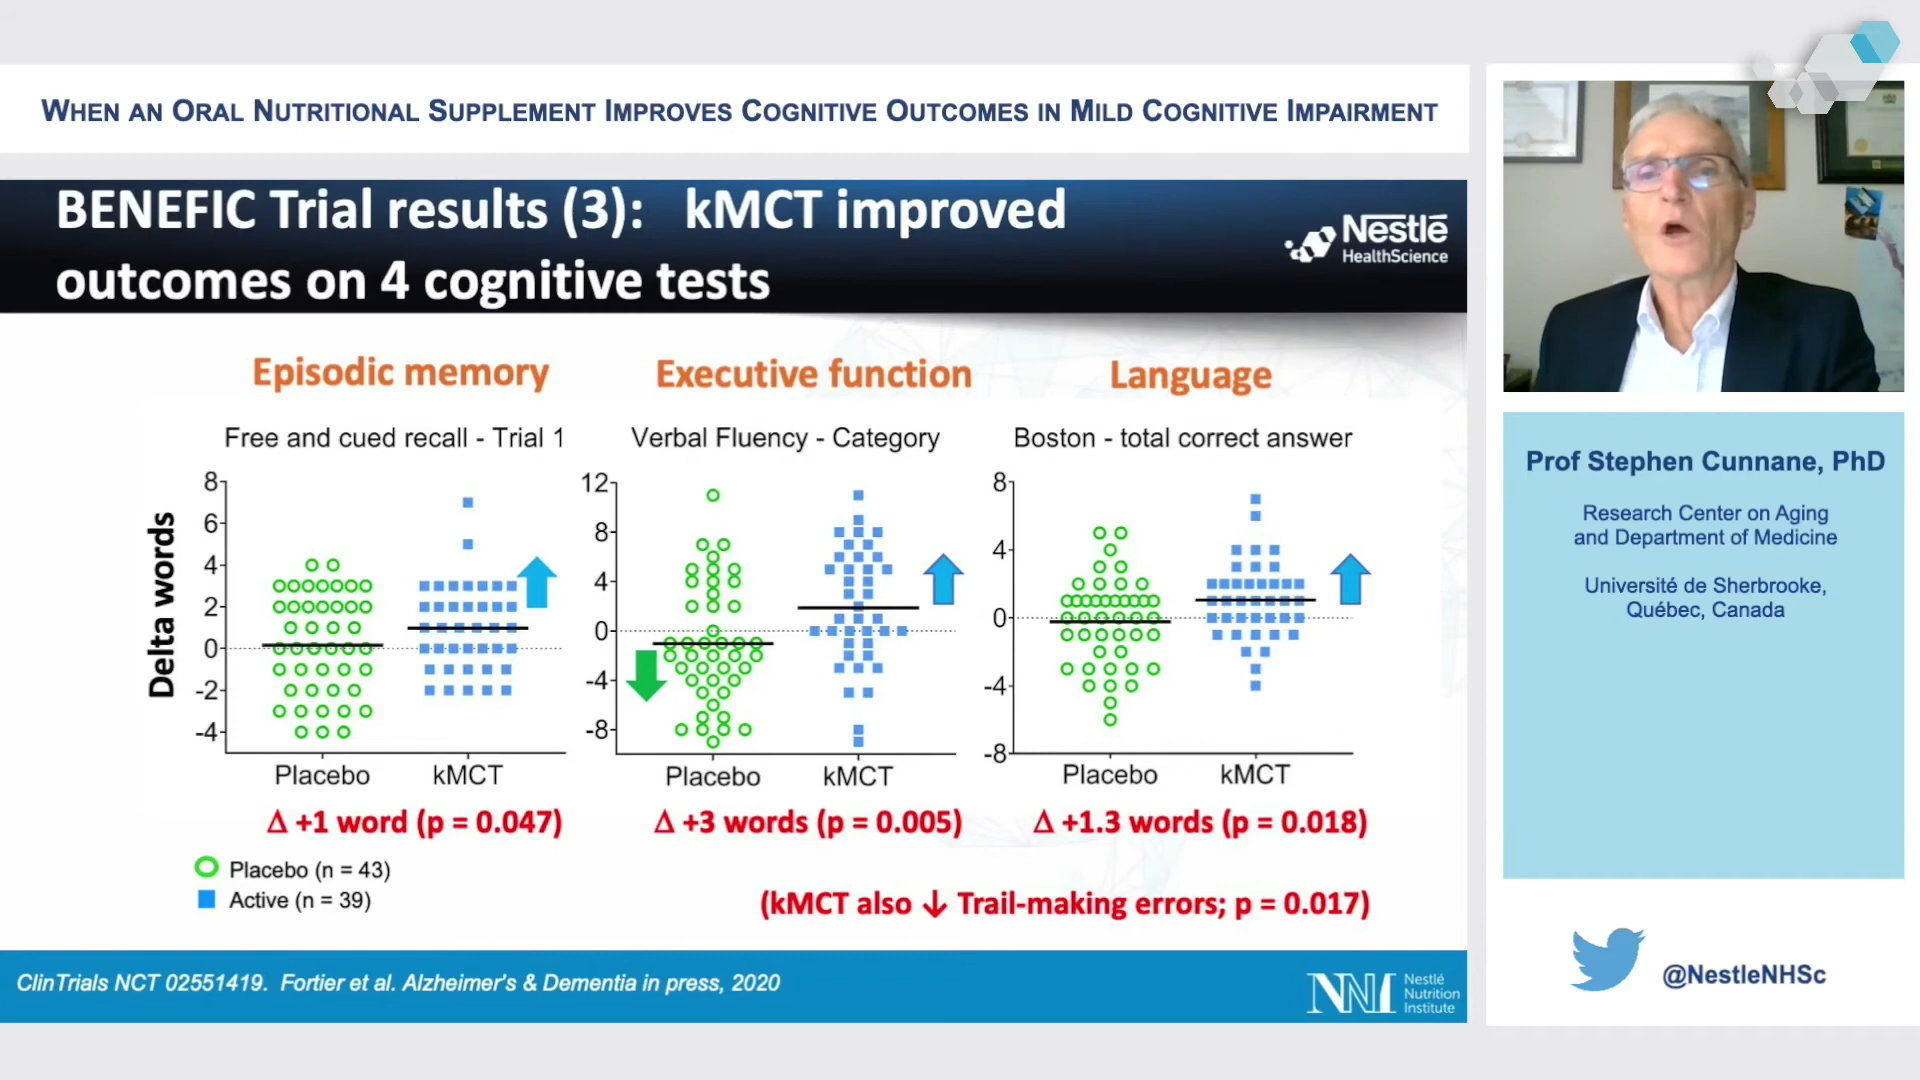 WHEN AN ORAL NUTRITIONAL SUPPLEMENT IMPROVES COGNITIVE OUTCOMES IN MILD COGNITIVE IMPAIRMENT
BENEFIC Trial results (3): kMCT improved
outcomes on 4 cognitive tests
Nestlé
HealthScience
Episodic memory
Executive function
Language
Free and cued recall - Trial 1
Verbal Fluency - Category
Boston - total correct answer
Delta words
8
6
4
2
0
-2
-4
Placebo
kMCT
12
8
4
0
-4
-8
Placebo
kMCT
8
4
0
-4
-8
Placebo
kMCT
Δ +1 word (p = 0.047)
Δ +3 words (p = 0.005)
Δ +1.3 words (p = 0.018)
Placebo (n = 43)
Active (n = 39)
(kMCT also ↓ Trail-making errors; p = 0.017)
ClinTrials NCT 02551419. Fortier et al. Alzheimer's & Dementia in press, 2020
NNI
Nestlé
Nutrition
Institute
Prof Stephen Cunnane, PhD
Research Center on Aging
and Department of Medicine
Université de Sherbrooke,
Québec, Canada
@NestleNHSc